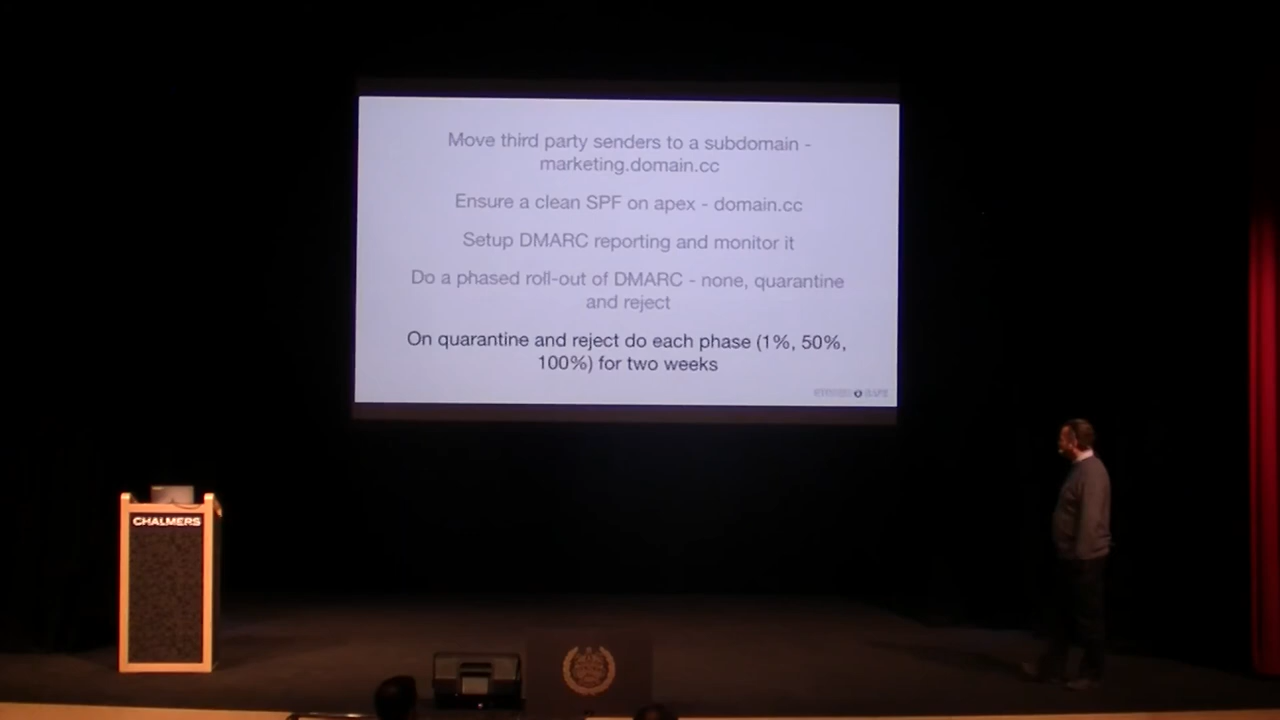 Move third party senders to a subdomain -
marketing.domain.cc
Ensure a clean SPF on apex - domain.cc
Setup DMARC reporting and monitor it
Do a phased roll-out of DMARC - none, quarantine
and reject
On quarantine and reject do each phase (1%, 50%,
100%) for two weeks
CHALMERS